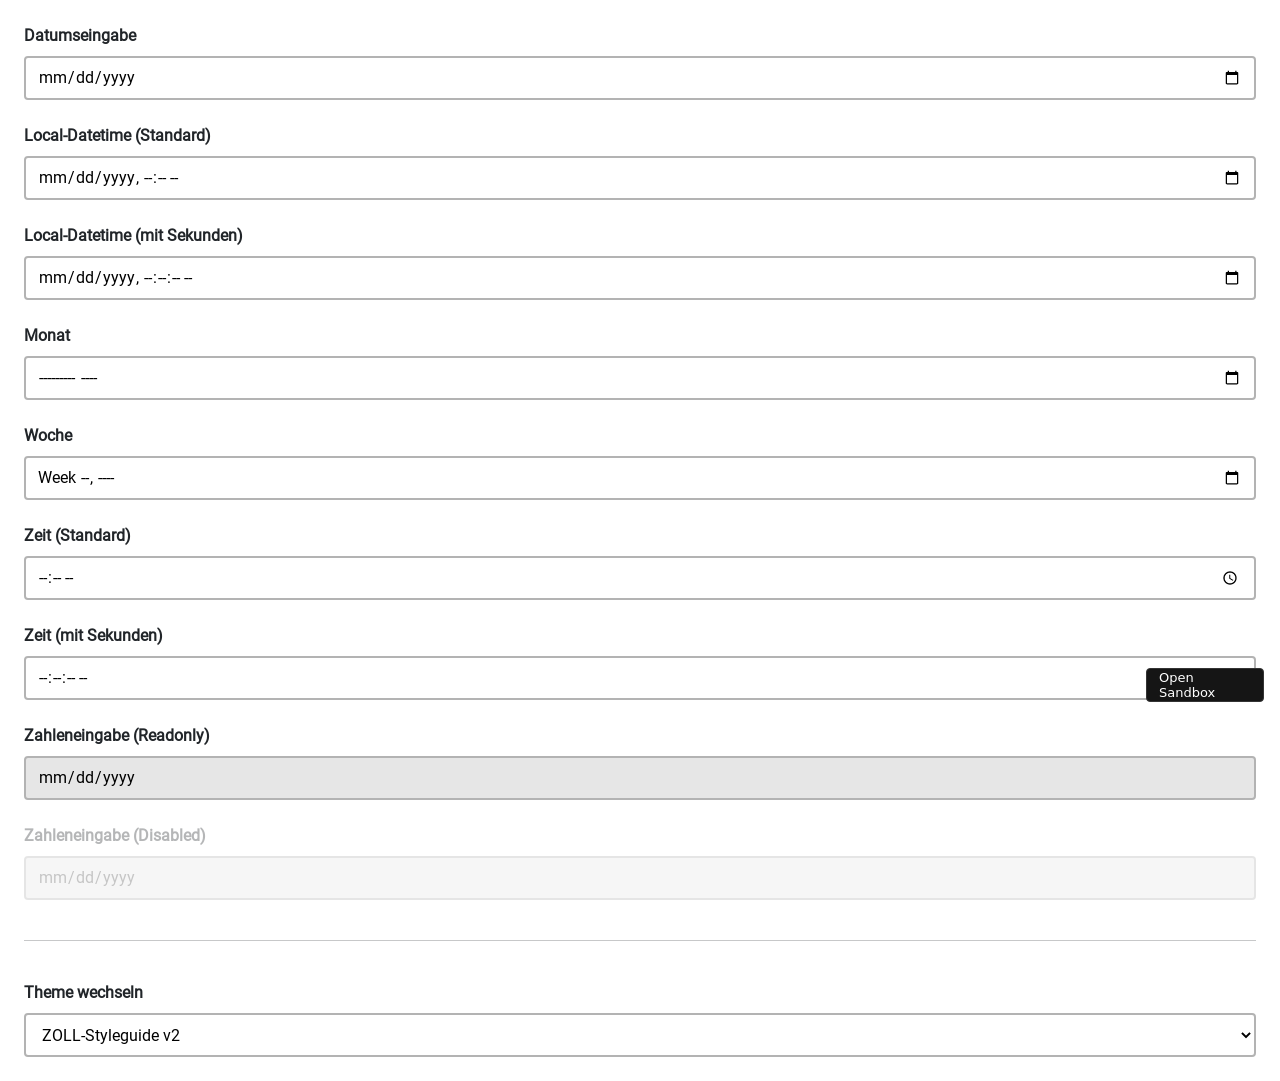 Datumseingabe
mm/dd/yyyy
Local-Datetime (Standard)
mm/dd/yyyy, --:-- --
Local-Datetime (mit Sekunden)
mm/dd/yyyy, --:--:-- --
Monat
--------- ----
Woche
Week --, ----
Zeit (Standard)
--:-- --
Zeit (mit Sekunden)
--:--:-- --
Open
Sandbox
Zahleneingabe (Readonly)
mm/dd/yyyy
Zahleneingabe (Disabled)
mm/dd/yyyy
Theme wechseln
ZOLL-Styleguide v2